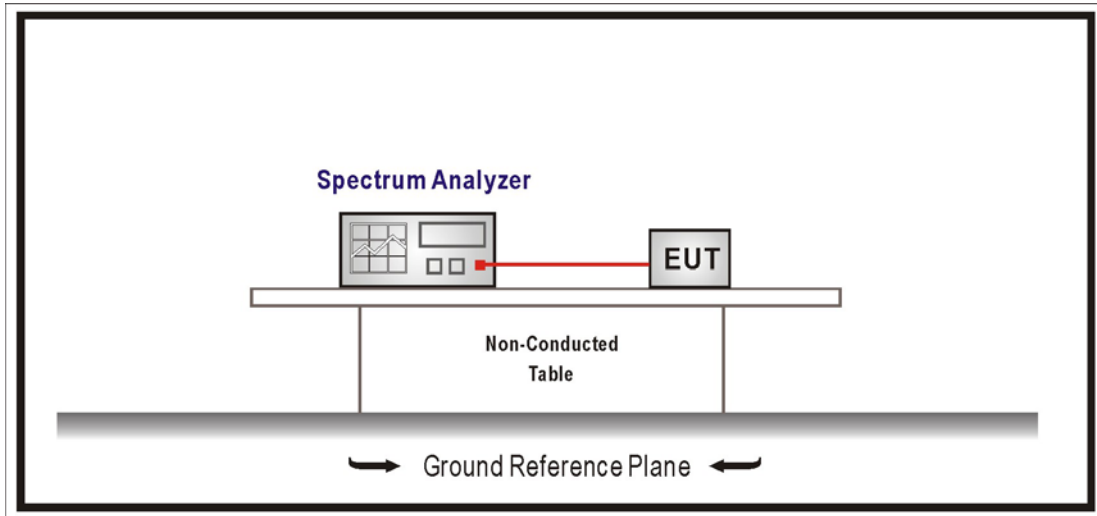 Spectrum Analyzer
EUT
Non-Conducted
Table
Ground Reference Plane